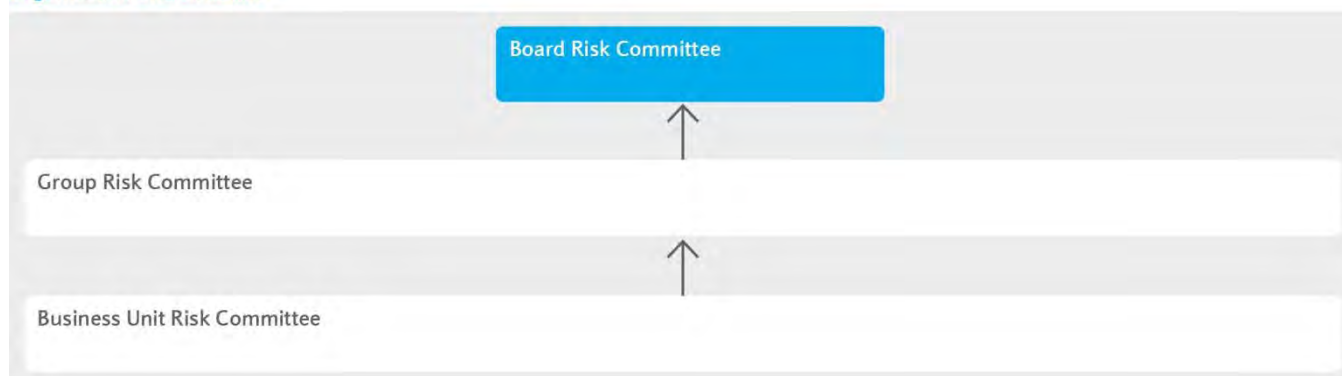 Board Risk Committee
Group Risk Committee
Business Unit Risk Committee